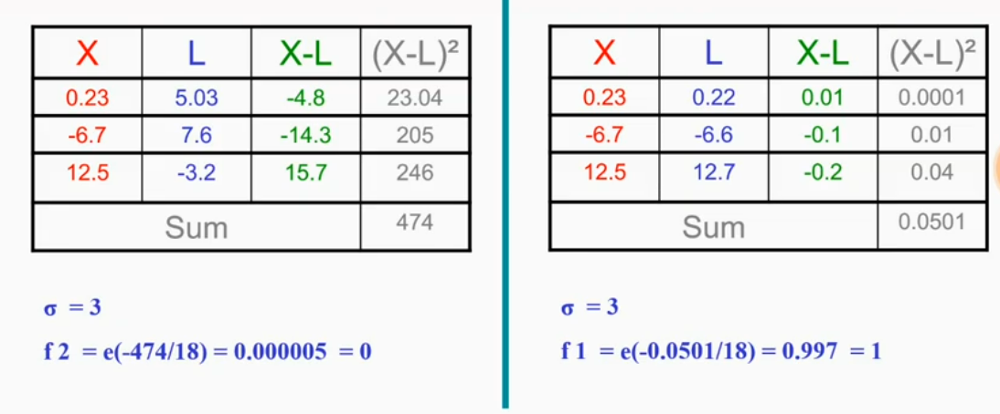 X L X-L (X-L)²
0.23 5.03 -4.8 23.04
-6.7 7.6 -14.3 205
12.5 -3.2 15.7 246
Sum 474
σ = 3
f 2 = e(-474/18) = 0.000005 = 0
X L X-L (X-L)²
0.23 0.22 0.01 0.0001
-6.7 -6.6 -0.1 0.01
12.5 12.7 -0.2 0.04
Sum 0.0501
σ = 3
f 1 = e(-0.0501/18) = 0.997 = 1